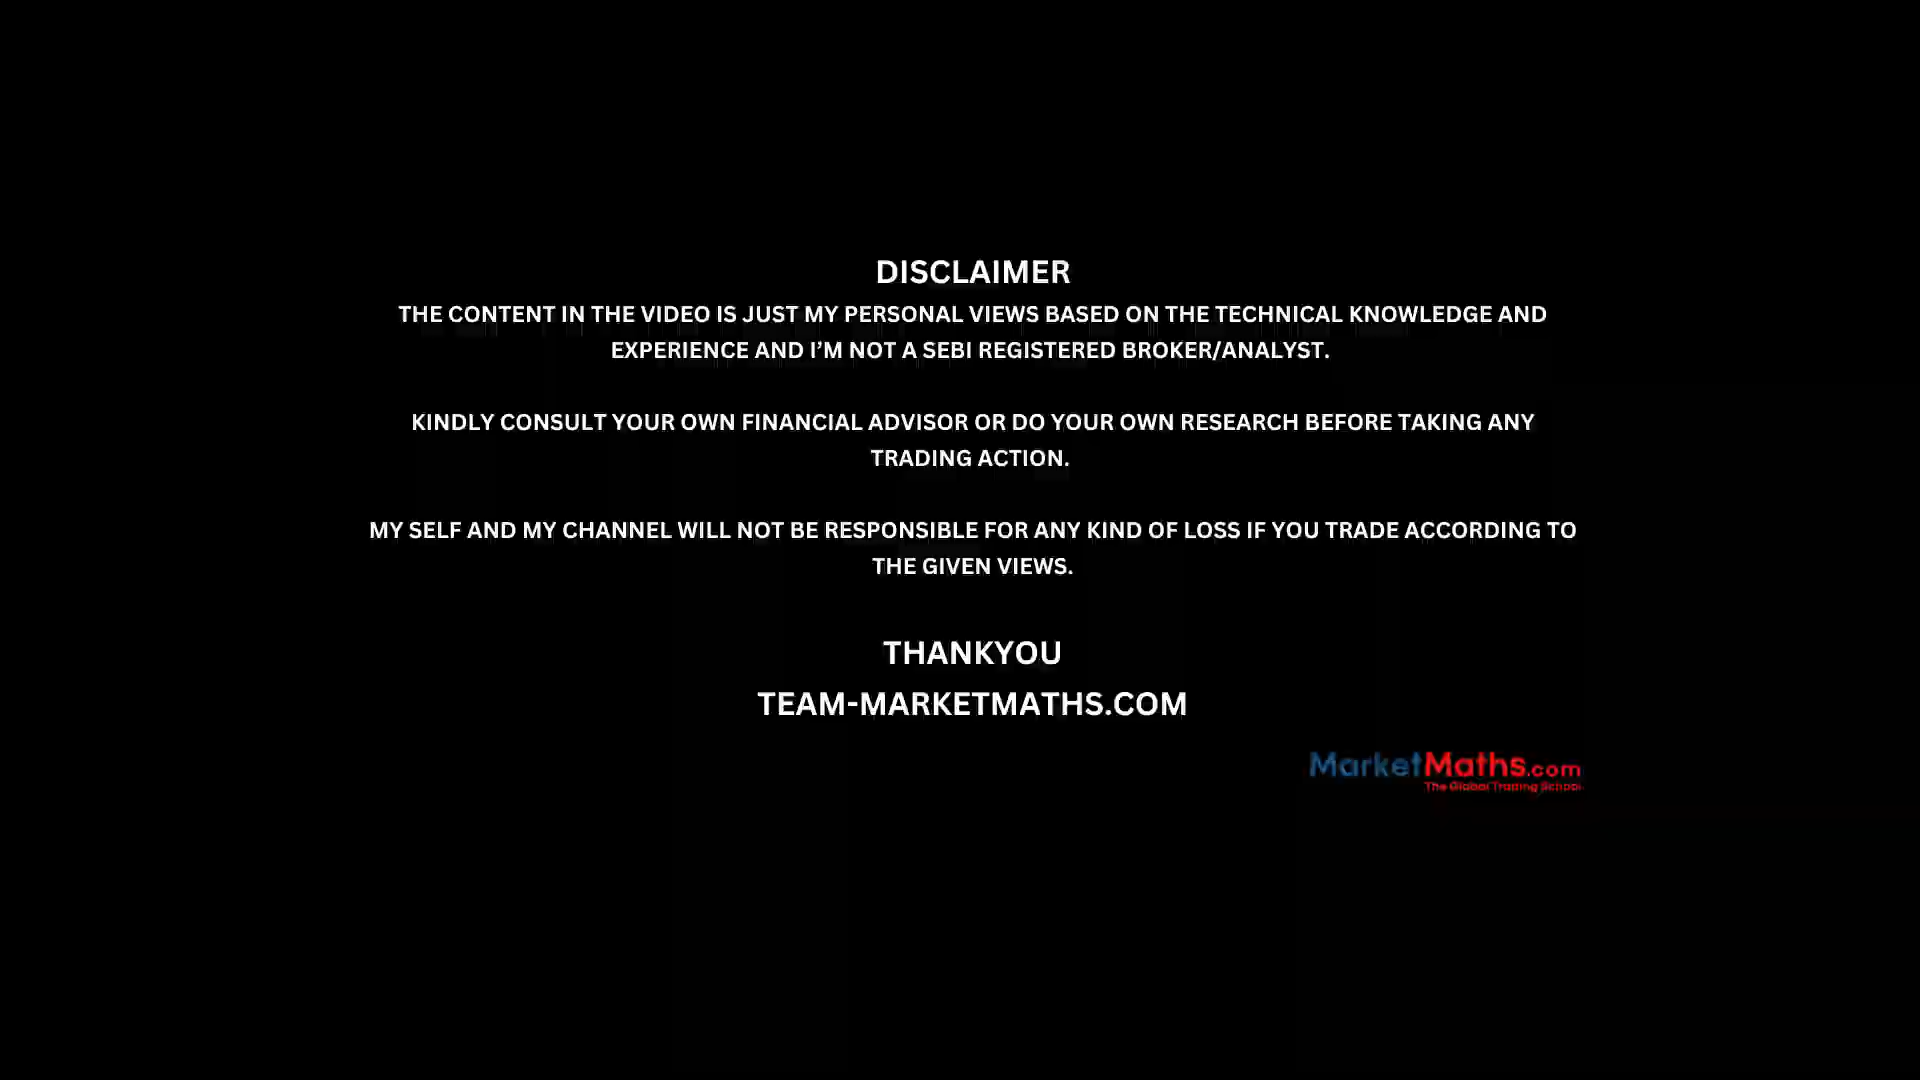 DISCLAIMER
THE CONTENT IN THE VIDEO IS JUST MY PERSONAL VIEWS BASED ON THE TECHNICAL KNOWLEDGE AND
EXPERIENCE AND I’M NOT A SEBI REGISTERED BROKER/ANALYST.
KINDLY CONSULT YOUR OWN FINANCIAL ADVISOR OR DO YOUR OWN RESEARCH BEFORE TAKING ANY
TRADING ACTION.
MY SELF AND MY CHANNEL WILL NOT BE RESPONSIBLE FOR ANY KIND OF LOSS IF YOU TRADE ACCORDING TO
THE GIVEN VIEWS.
THANKYOU
TEAM-MARKETMATHS.COM
MarketMaths.com
The Global Trading School